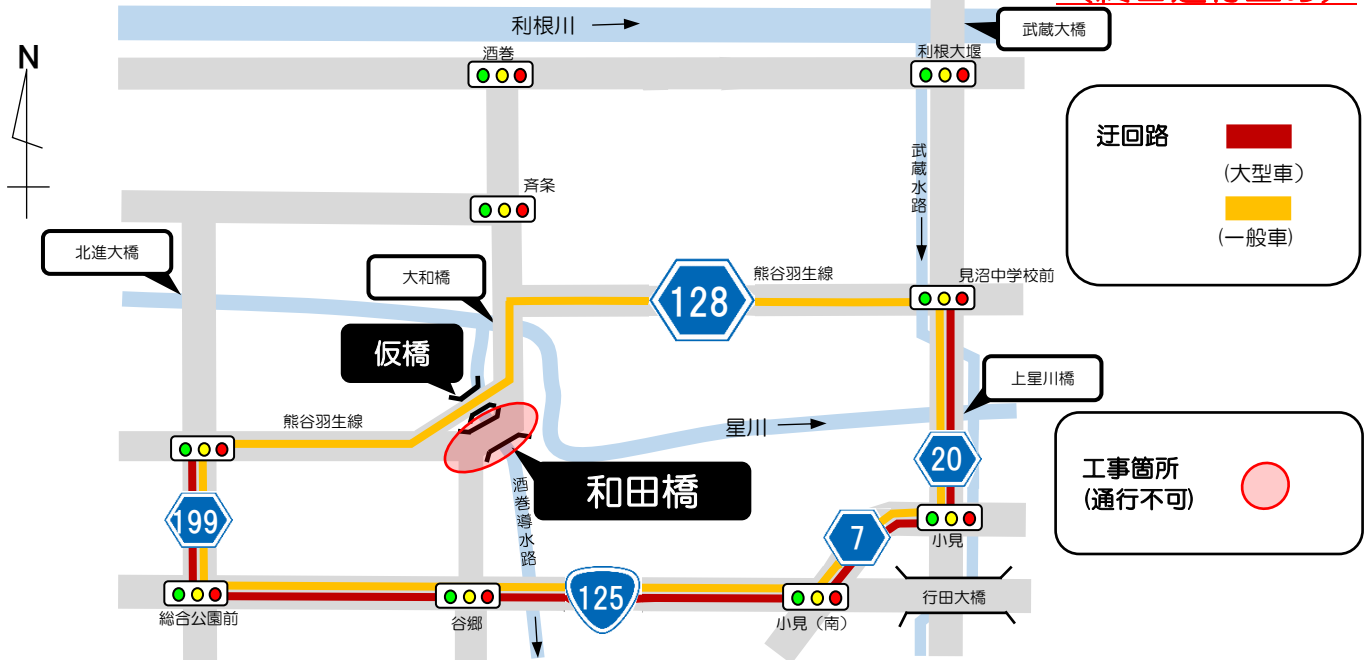 利根川
武蔵大橋
酒巻
利根大堰
N
迂回路
(大型車)
(一般車)
武蔵水路
斉条
北進大橋
大和橋
熊谷羽生線
見沼中学校前
128
仮橋
上星川橋
熊谷羽生線
星川
20
工事箇所
(通行不可)
和田橋
酒巻導水路
199
7
小見
125
行田大橋
総合公園前
谷郷
小見（南）